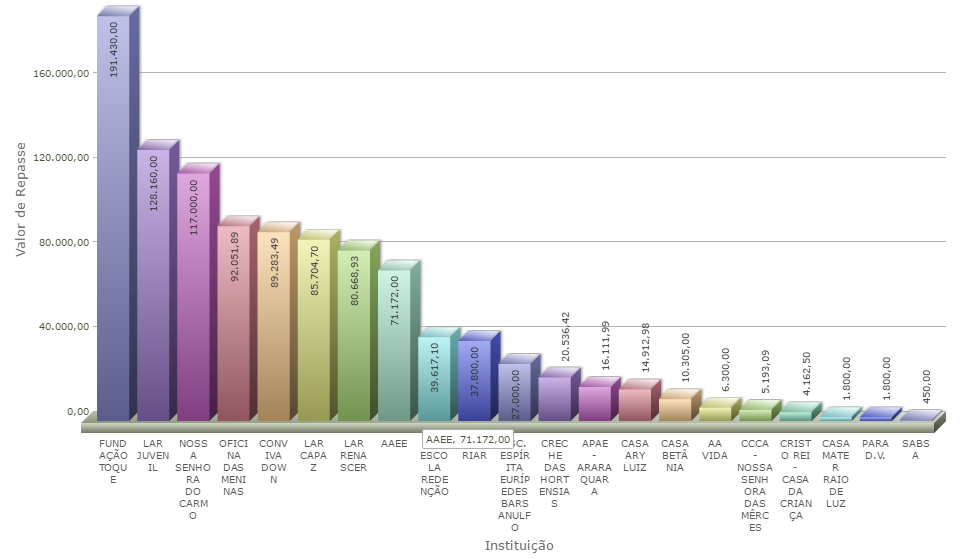 191.430,00
128.160,00
117.000,00
92.051,89
89.283,49
85.704,70
80.668,93
71.172,00
39.617,10
37.800,00
27.000,00
20.536,42
16.111,99
14.912,98
10.305,00
6.300,00
5.193,09
4.162,50
1.800,00
1.800,00
450,00
160.000,00
120.000,00
80.000,00
40.000,00
0,00
Valor de Repasse
FUND
AÇÃO
TOQU
E
LAR
JUVEN
IL
NOSS
A
SENHO
RA
DO
CARM
O
OFICI
NA
DAS
MENI
NAS
CONV
IVA
DOW
N
LAR
CAPA
Z
LAR
RENA
SCER
AAEE
AAEE, 71.172,00
ESCO
LA
REDE
NÇÃO
RIAR
SC.
ESPÍR
ITA
EURÍP
EDES
BARS
ANULF
O
CREC
HE
DAS
HORT
ENSIA
S
APAE
-
ARARA
QUAR
A
CASA
ARY
LUIZ
CASA
BETÂ
NIA
AA
VIDA
CCCA
-
NOSSA
SENH
ORA
DAS
MÊRC
ES
CRIST
O REI
-
CASA
DA
CRIAN
ÇA
CASA
MATE
R
RAIO
DE
LUZ
PARA
D.V.
SABS
A
Instituição